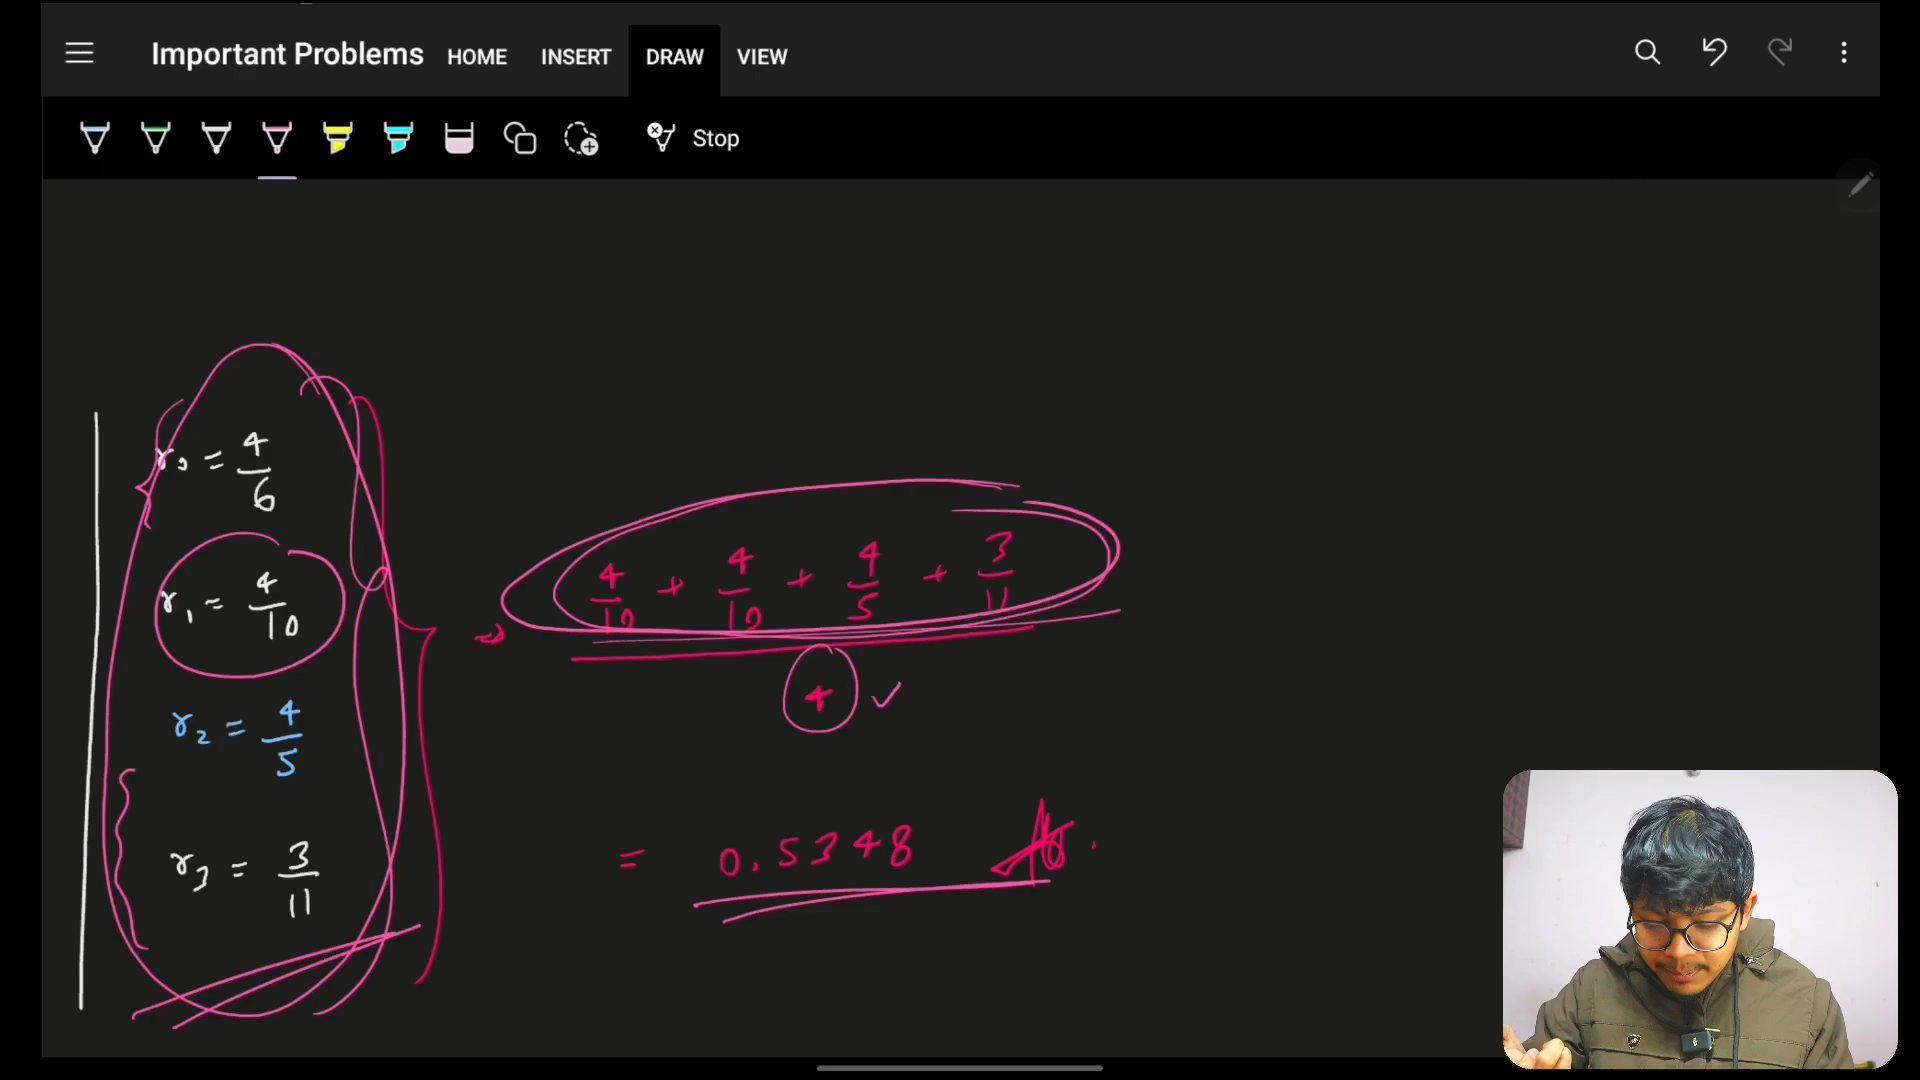 Important Problems HOME INSERT DRAW VIEW
Stop
r₀ = 4/6
r₁ = 4/10
r₂ = 4/5
r₃ = 3/11
⇒ 4/10 + 4/10 + 4/5 + 3/11
4 ✓
= 0.5348